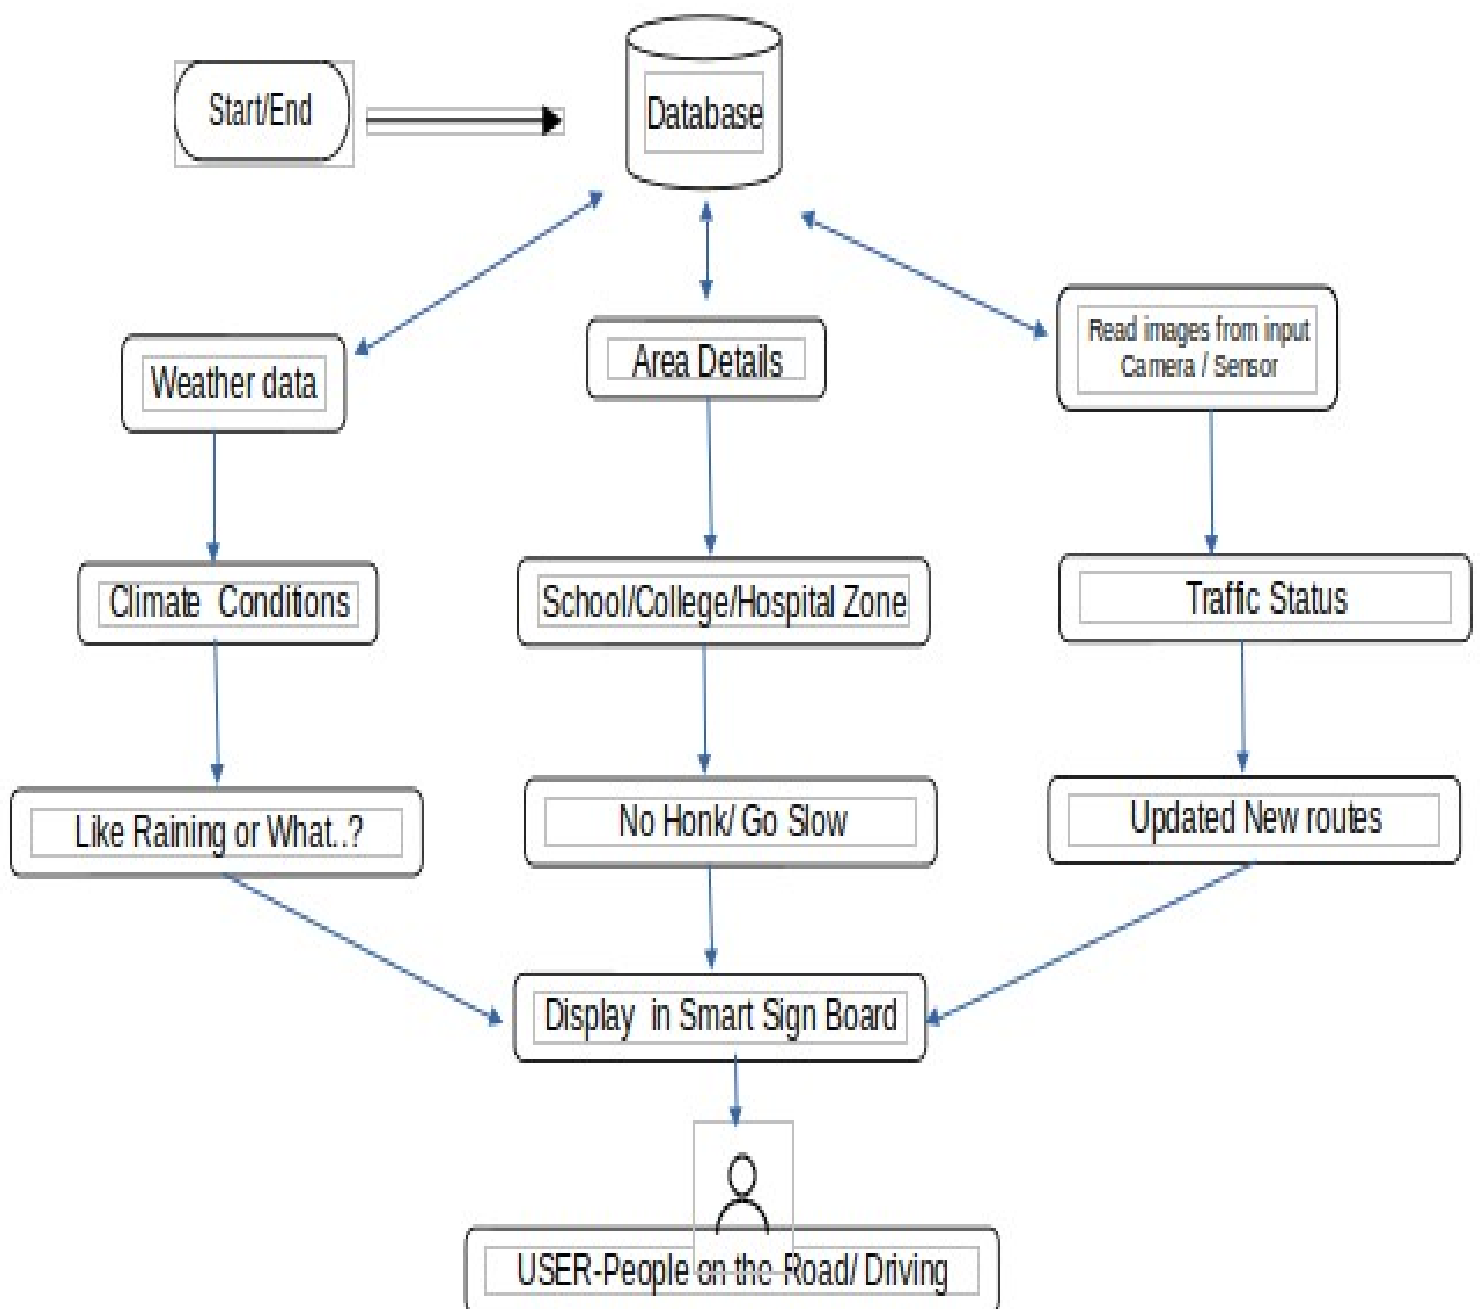 Start/End
Database
Weather data
Area Details
Read images from input
Camera / Sensor
Climate Conditions
School/College/Hospital Zone
Traffic Status
Like Raining or What..?
No Honk/ Go Slow
Updated New routes
Display in Smart Sign Board
USER-People on the Road/ Driving